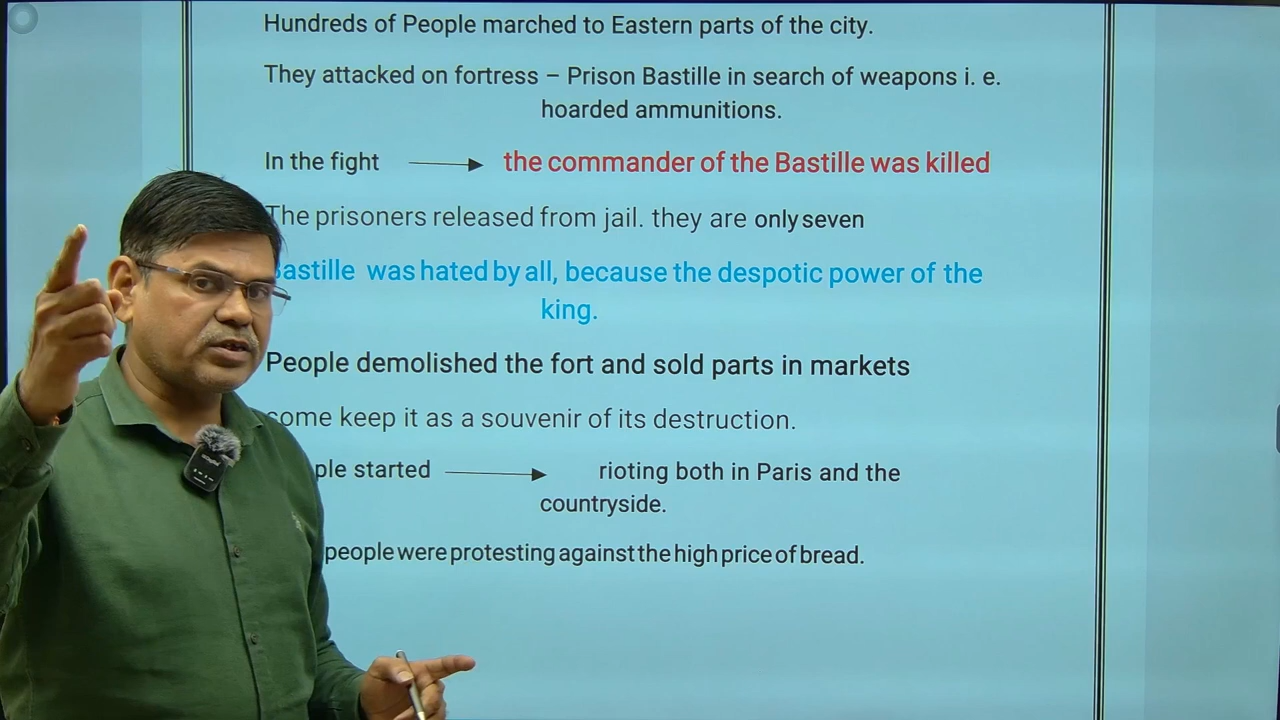 Hundreds of People marched to Eastern parts of the city.
They attacked on fortress – Prison Bastille in search of weapons i. e.
hoarded ammunitions.
In the fight the commander of the Bastille was killed
The prisoners released from jail. they are only seven
Bastille was hated by all, because the despotic power of the
king.
People demolished the fort and sold parts in markets
some keep it as a souvenir of its destruction.
ple started rioting both in Paris and the
countryside.
people were protesting against the high price of bread.